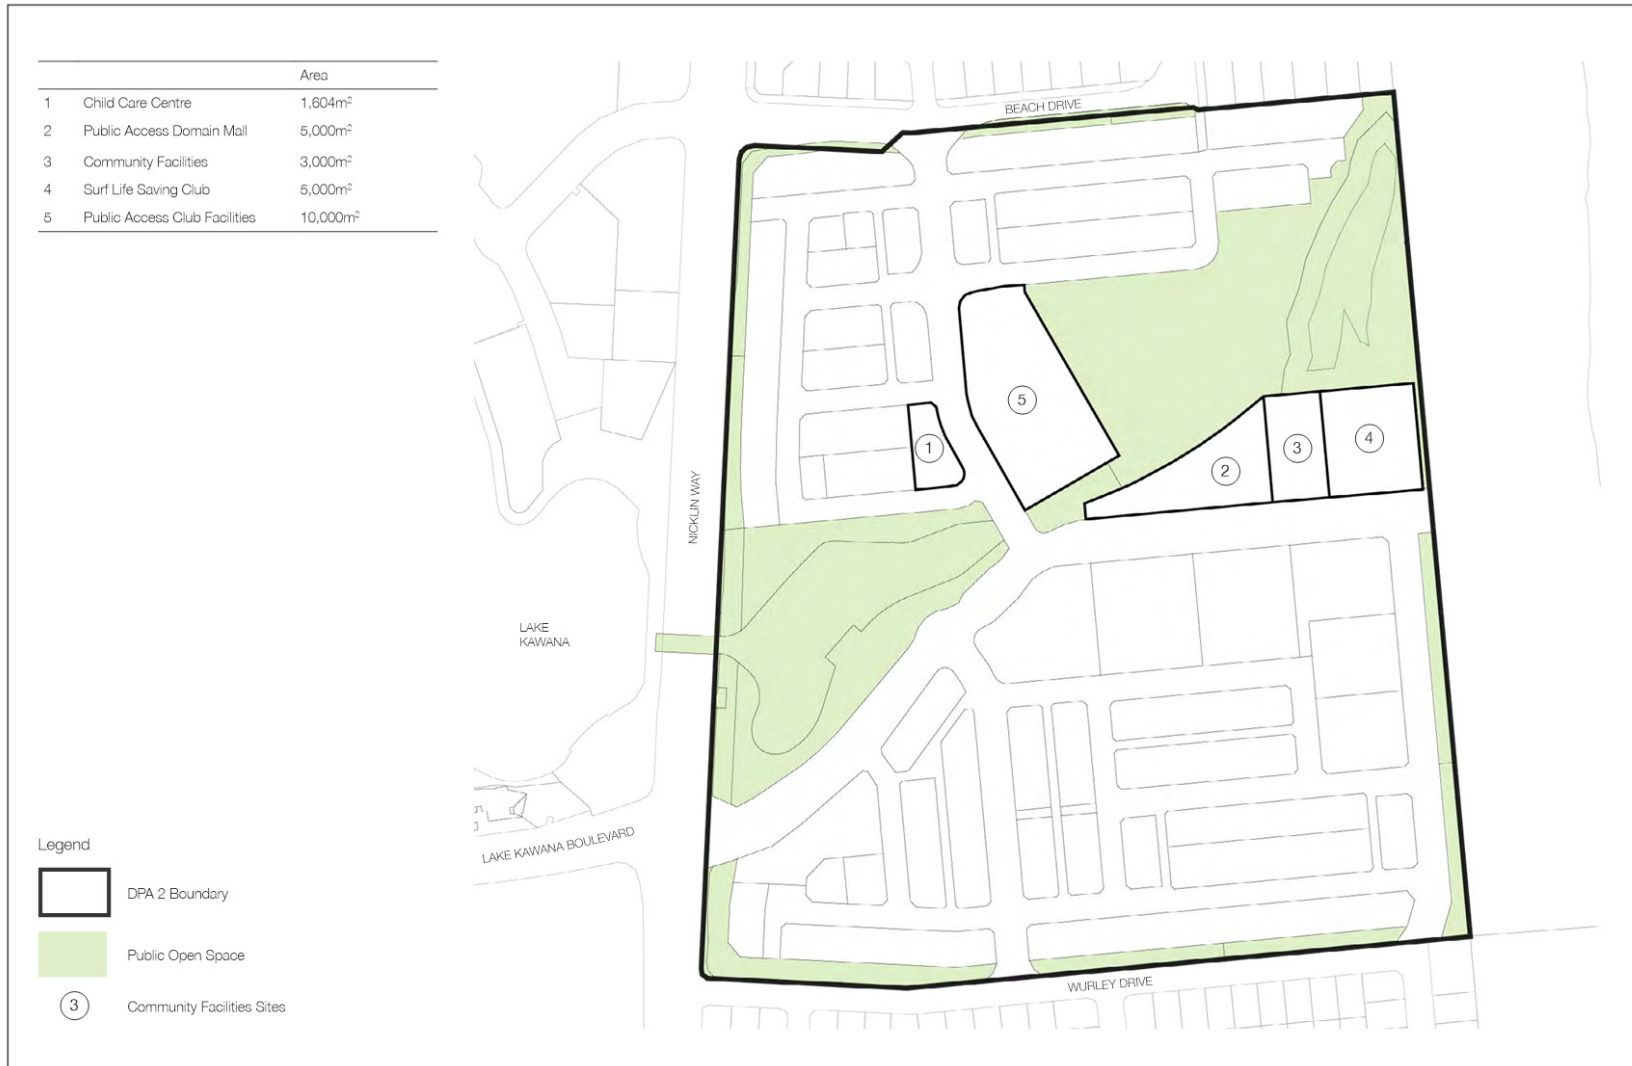 Area
1 Child Care Centre 1,604m²
2 Public Access Domain Mall 5,000m²
3 Community Facilities 3,000m²
4 Surf Life Saving Club 5,000m²
5 Public Access Club Facilities 10,000m²
BEACH DRIVE
5
1
2
3
4
NICKLIN WAY
LAKE
KAWANA
LAKE KAWANA BOULEVARD
WURLEY DRIVE
Legend
DPA 2 Boundary
Public Open Space
3 Community Facilities Sites